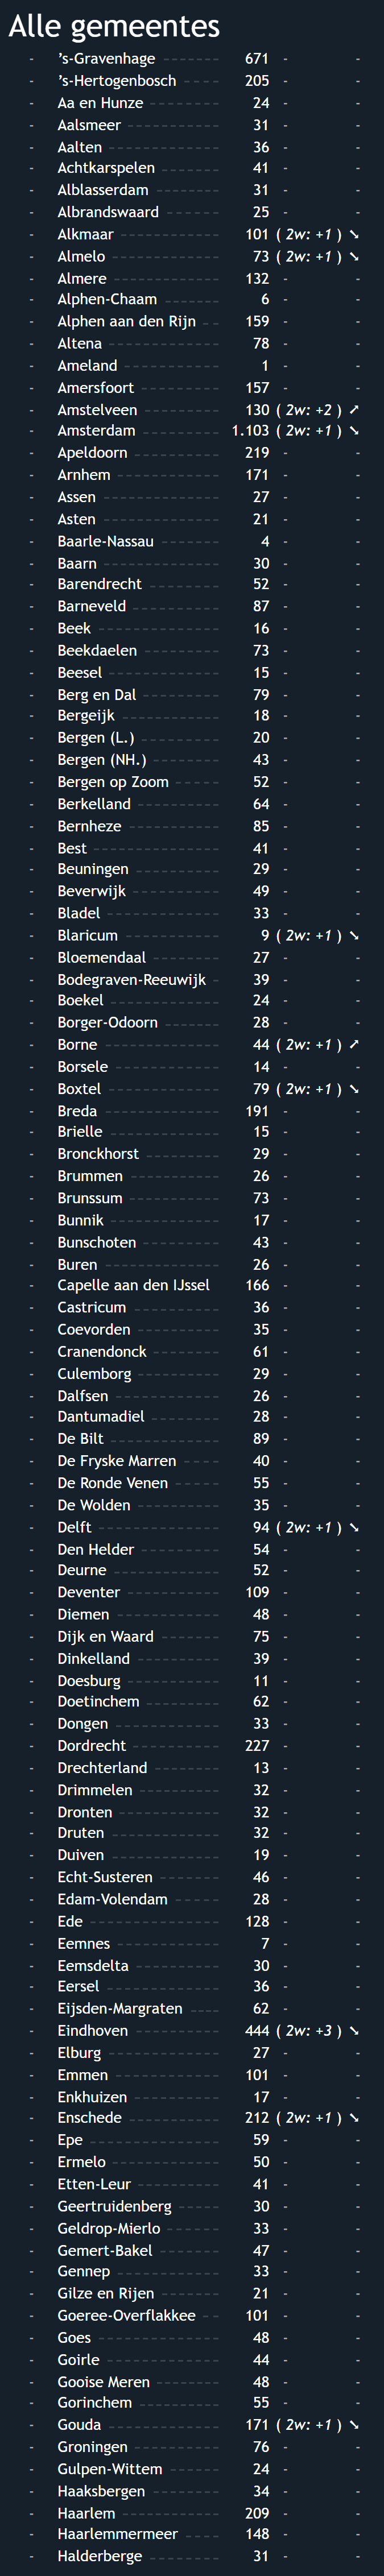 Alle gemeentes
- 's-Gravenhage ------- 671 - -
- 's-Hertogenbosch ---- 205 - -
- Aa en Hunze -------- 24 - -
- Aalsmeer ----------- 31 - -
- Aalten ------------- 36 - -
- Achtkarspelen ------- 41 - -
- Alblasserdam -------- 31 - -
- Albrandswaard ------ 25 - -
- Alkmaar ------------ 101 ( 2w: +1 ) ➘
- Almelo ------------- 73 ( 2w: +1 ) ➘
- Almere ------------- 132 - -
- Alphen-Chaam ------ 6 - -
- Alphen aan den Rijn -- 159 - -
- Altena ------------- 78 - -
- Ameland ----------- 1 - -
- Amersfoort --------- 157 - -
- Amstelveen --------- 130 ( 2w: +2 ) ➚
- Amsterdam --------- 1.103 ( 2w: +1 ) ➘
- Apeldoorn ---------- 219 - -
- Arnhem ------------ 171 - -
- Assen -------------- 27 - -
- Asten -------------- 21 - -
- Baarle-Nassau ------- 4 - -
- Baarn -------------- 30 - -
- Barendrecht -------- 52 - -
- Barneveld ---------- 87 - -
- Beek --------------- 16 - -
- Beekdaelen --------- 73 - -
- Beesel ------------- 15 - -
- Berg en Dal --------- 79 - -
- Bergeijk ------------ 18 - -
- Bergen (L.) --------- 20 - -
- Bergen (NH.) -------- 43 - -
- Bergen op Zoom ----- 52 - -
- Berkelland ---------- 64 - -
- Bernheze ----------- 85 - -
- Best --------------- 41 - -
- Beuningen ---------- 29 - -
- Beverwijk ---------- 49 - -
- Bladel ------------- 33 - -
- Blaricum ----------- 9 ( 2w: +1 ) ➘
- Bloemendaal -------- 27 - -
- Bodegraven-Reeuwijk - 39 - -
- Boekel ------------- 24 - -
- Borger-Odoorn ------ 28 - -
- Borne -------------- 44 ( 2w: +1 ) ➚
- Borsele ------------ 14 - -
- Boxtel ------------- 79 ( 2w: +1 ) ➘
- Breda -------------- 191 - -
- Brielle ------------- 15 - -
- Bronckhorst --------- 29 - -
- Brummen ----------- 26 - -
- Brunssum ----------- 73 - -
- Bunnik ------------- 17 - -
- Bunschoten --------- 43 - -
- Buren -------------- 26 - -
- Capelle aan den IJssel 166 - -
- Castricum ---------- 36 - -
- Coevorden ---------- 35 - -
- Cranendonck -------- 61 - -
- Culemborg ---------- 29 - -
- Dalfsen ------------ 26 - -
- Dantumadiel -------- 28 - -
- De Bilt ------------- 89 - -
- De Fryske Marren ---- 40 - -
- De Ronde Venen ----- 55 - -
- De Wolden ---------- 35 - -
- Delft -------------- 94 ( 2w: +1 ) ➘
- Den Helder --------- 54 - -
- Deurne ------------- 52 - -
- Deventer ----------- 109 - -
- Diemen ------------ 48 - -
- Dijk en Waard ------- 75 - -
- Dinkelland ---------- 39 - -
- Doesburg ----------- 11 - -
- Doetinchem --------- 62 - -
- Dongen ------------ 33 - -
- Dordrecht ---------- 227 - -
- Drechterland -------- 13 - -
- Drimmelen --------- 32 - -
- Dronten ------------ 32 - -
- Druten ------------- 32 - -
- Duiven ------------- 19 - -
- Echt-Susteren ------- 46 - -
- Edam-Volendam ----- 28 - -
- Ede ---------------- 128 - -
- Eemnes ------------ 7 - -
- Eemsdelta ---------- 30 - -
- Eersel ------------- 36 - -
- Eijsden-Margraten ---- 62 - -
- Eindhoven ---------- 444 ( 2w: +3 ) ➘
- Elburg ------------- 27 - -
- Emmen ------------ 101 - -
- Enkhuizen ---------- 17 - -
- Enschede ----------- 212 ( 2w: +1 ) ➘
- Epe ---------------- 59 - -
- Ermelo ------------- 50 - -
- Etten-Leur ---------- 41 - -
- Geertruidenberg ----- 30 - -
- Geldrop-Mierlo ------ 33 - -
- Gemert-Bakel ------- 47 - -
- Gennep ------------ 33 - -
- Gilze en Rijen ------- 21 - -
- Goeree-Overflakkee -- 101 - -
- Goes --------------- 48 - -
- Goirle ------------- 44 - -
- Gooise Meren ------- 48 - -
- Gorinchem --------- 55 - -
- Gouda ------------- 171 ( 2w: +1 ) ➘
- Groningen ---------- 76 - -
- Gulpen-Wittem ------ 24 - -
- Haaksbergen -------- 34 - -
- Haarlem ------------ 209 - -
- Haarlemmermeer ---- 148 - -
- Halderberge -------- 31 - -